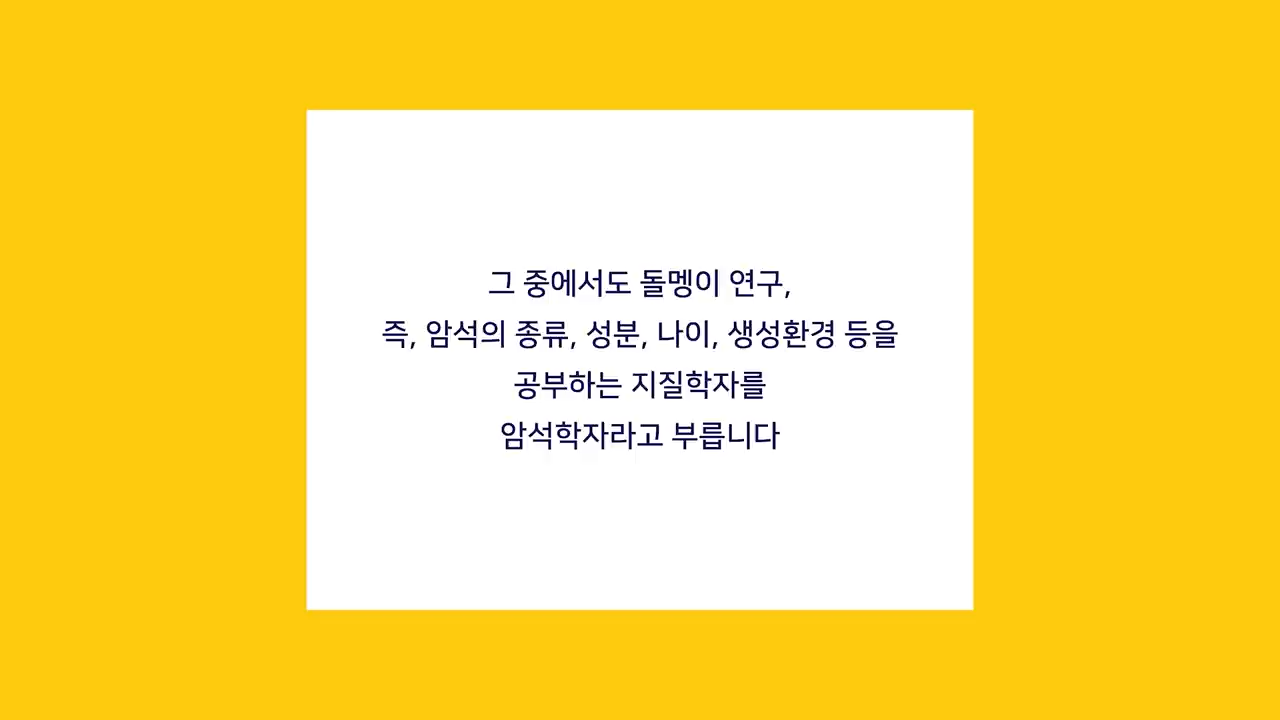 그 중에서도 돌멩이 연구,
즉, 암석의 종류, 성분, 나이, 생성환경 등을
공부하는 지질학자를
암석학자라고 부릅니다